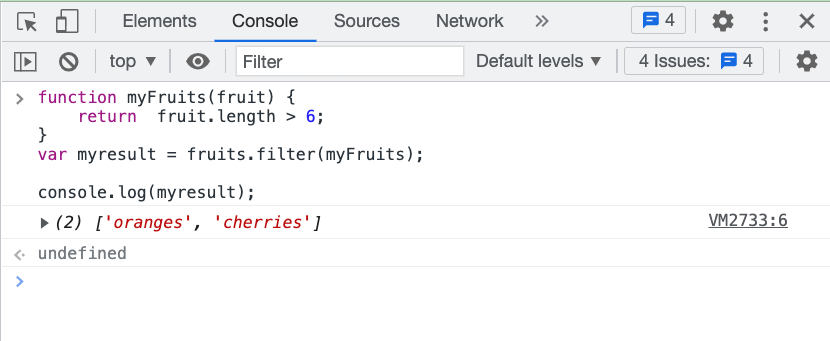 Elements Console Sources Network » 4
top ▼ Filter Default levels ▼ 4 Issues: 4
> function myFruits(fruit) {
    return  fruit.length > 6;
}
var myresult = fruits.filter(myFruits);
console.log(myresult);
▶ (2) ['oranges', 'cherries'] VM2733:6
undefined
>